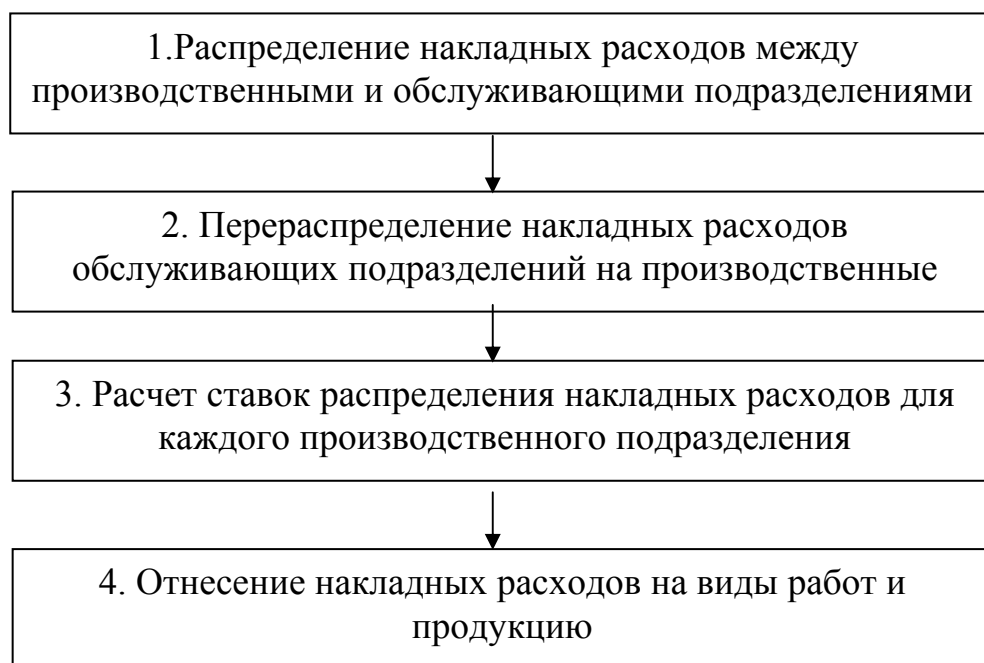 1.Распределение накладных расходов между
производственными и обслуживающими подразделениями
2. Перераспределение накладных расходов
обслуживающих подразделений на производственные
3. Расчет ставок распределения накладных расходов для
каждого производственного подразделения
4. Отнесение накладных расходов на виды работ и
продукцию